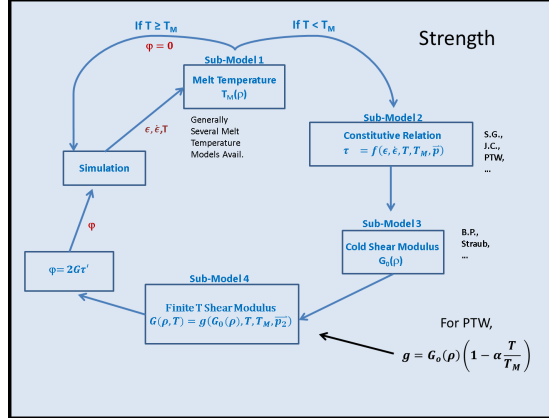 If T ≥ T_M
φ = 0
If T < T_M
Strength
Sub-Model 1
Melt Temperature
T_M(ρ)
ϵ, ϵ̇, T
Generally
Several Melt
Temperature
Models Avail.
Sub-Model 2
Constitutive Relation
τ = f(ϵ, ϵ̇, T, T_M, p⃗)
S.G.,
J.C.,
PTW,
...
Simulation
φ
Sub-Model 3
Cold Shear Modulus
G_0(ρ)
B.P.,
Straub,
...
φ = 2Gτ′
Sub-Model 4
Finite T Shear Modulus
G(ρ, T) = g(G_0(ρ), T, T_M, p_2⃗)
For PTW,
g = G_o(ρ) (1 − α T/T_M)